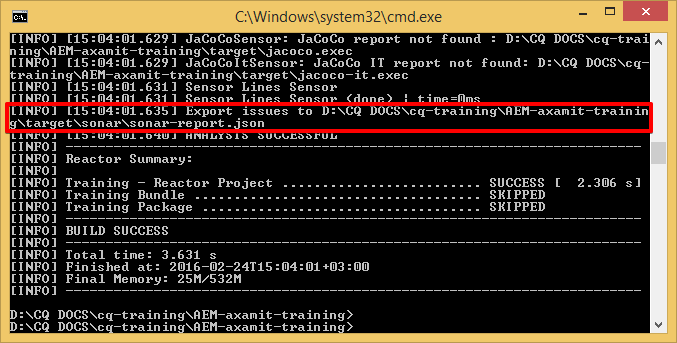 C:\Windows\system32\cmd.exe
[INFO] [15:04:01.629] JaCoCoSensor: JaCoCo report not found : D:\CQ DOCS\cq-trai
ning\AEM-axamit-training\target\jacoco.exec
[INFO] [15:04:01.629] JaCoCoItSensor: JaCoCo IT report not found: D:\CQ DOCS\cq-
training\AEM-axamit-training\target\jacoco-it.exec
[INFO] [15:04:01.631] Sensor Lines Sensor
[INFO] [15:04:01.631] Sensor Lines Sensor (done) | time=0ms
[INFO] [15:04:01.635] Export issues to D:\CQ DOCS\cq-training\AEM-axamit-trainin
g\target\sonar\sonar-report.json
[INFO] [15:04:01.640] ANALYSIS SUCCESSFUL
[INFO] ------------------------------------------------------------------------
[INFO] Reactor Summary:
[INFO]
[INFO] Training - Reactor Project ......................... SUCCESS [  2.306 s]
[INFO] Training Bundle .................................... SKIPPED
[INFO] Training Package ................................... SKIPPED
[INFO] ------------------------------------------------------------------------
[INFO] BUILD SUCCESS
[INFO] ------------------------------------------------------------------------
[INFO] Total time: 3.631 s
[INFO] Finished at: 2016-02-24T15:04:01+03:00
[INFO] Final Memory: 25M/532M
[INFO] ------------------------------------------------------------------------
D:\CQ DOCS\cq-training\AEM-axamit-training>
D:\CQ DOCS\cq-training\AEM-axamit-training>